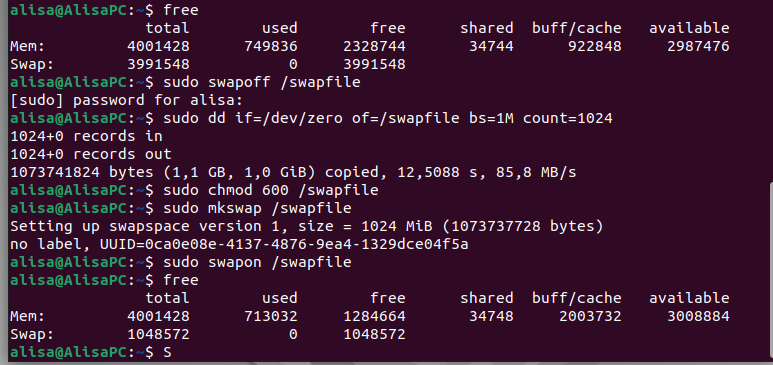 alisa@AlisaPC:~$ free
total used free shared buff/cache available
Mem: 4001428 749836 2328744 34744 922848 2987476
Swap: 3991548 0 3991548
alisa@AlisaPC:~$ sudo swapoff /swapfile
[sudo] password for alisa:
alisa@AlisaPC:~$ sudo dd if=/dev/zero of=/swapfile bs=1M count=1024
1024+0 records in
1024+0 records out
1073741824 bytes (1,1 GB, 1,0 GiB) copied, 12,5088 s, 85,8 MB/s
alisa@AlisaPC:~$ sudo chmod 600 /swapfile
alisa@AlisaPC:~$ sudo mkswap /swapfile
Setting up swapspace version 1, size = 1024 MiB (1073737728 bytes)
no label, UUID=0ca0e08e-4137-4876-9ea4-1329dce04f5a
alisa@AlisaPC:~$ sudo swapon /swapfile
alisa@AlisaPC:~$ free
total used free shared buff/cache available
Mem: 4001428 713032 1284664 34748 2003732 3008884
Swap: 1048572 0 1048572
alisa@AlisaPC:~$ S